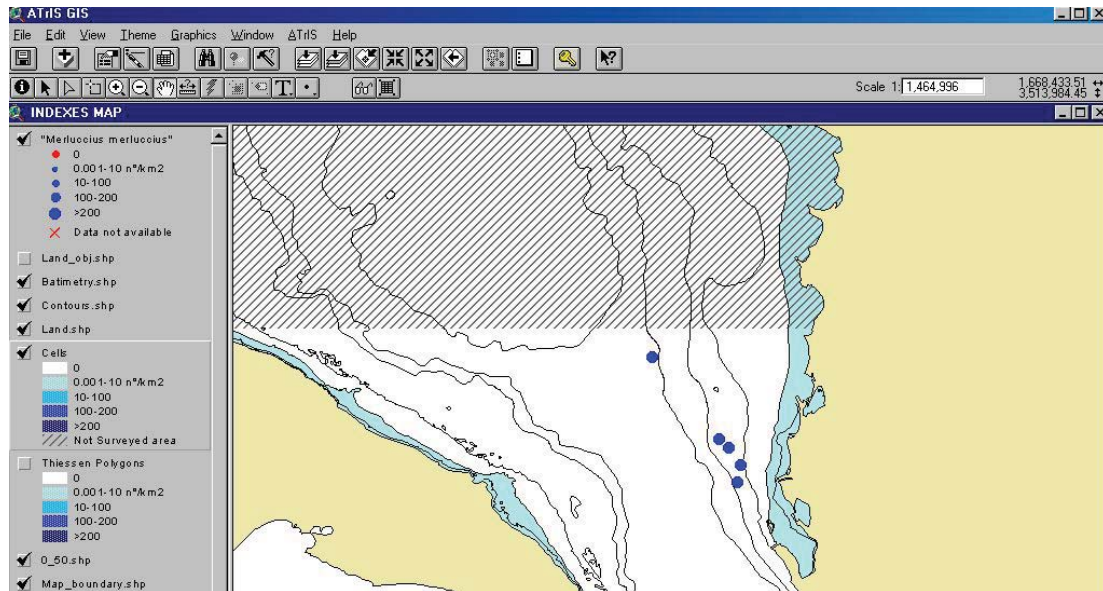 ATrIS GIS
File Edit View Theme Graphics Window ATrIS Help
Scale 1: 1,464,996
1,668,433.51
3,513,984.45
INDEXES MAP
"Merluccius merluccius"
0
0.001-10 n°/km2
10-100
100-200
>200
Data not available
Land_obj.shp
Batimetry.shp
Contours.shp
Land.shp
Cells
0
0.001-10 n°/km2
10-100
100-200
>200
Not Surveyed area
Thiessen Polygons
0
0.001-10 n°/km2
10-100
100-200
>200
0_50.shp
Map_boundary.shp